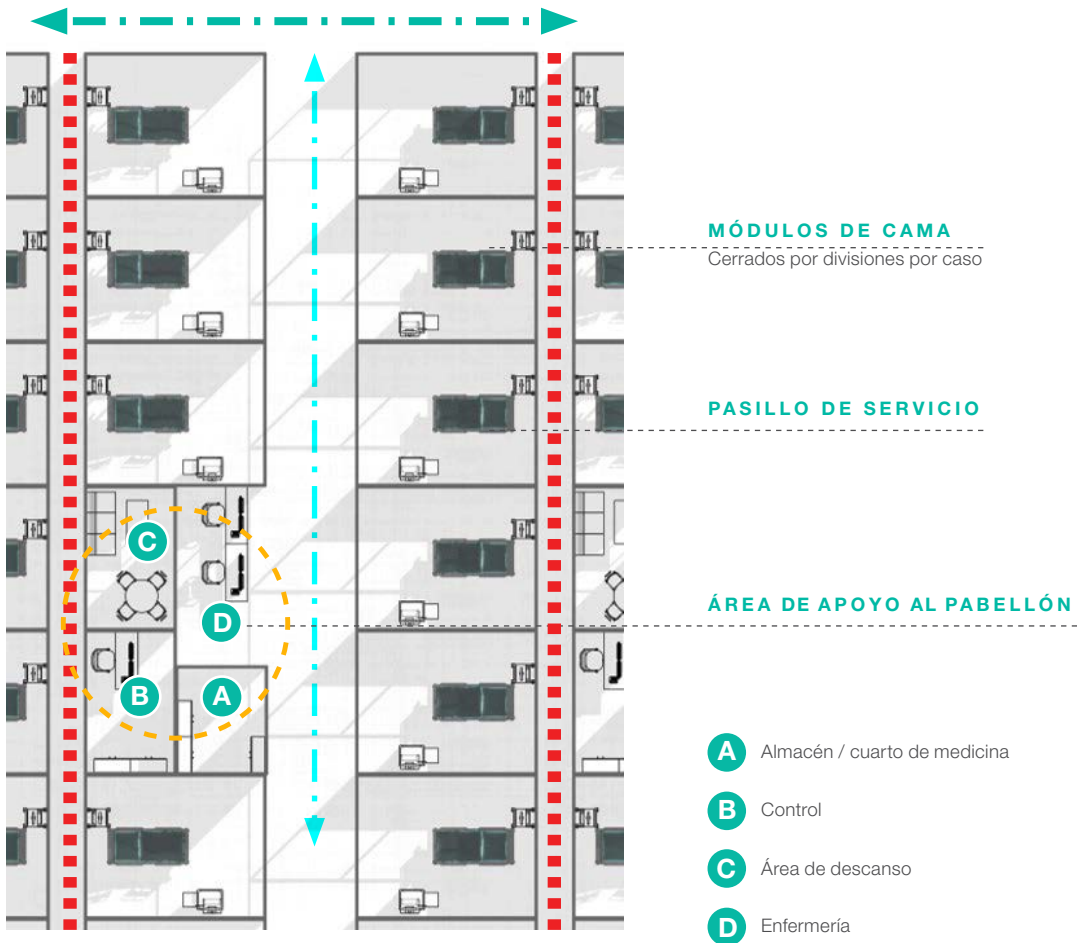 MÓDULOS DE CAMA
Cerrados por divisiones por caso
PASILLO DE SERVICIO
C
D
ÁREA DE APOYO AL PABELLÓN
B
A
A Almacén / cuarto de medicina
B Control
C Área de descanso
D Enfermería